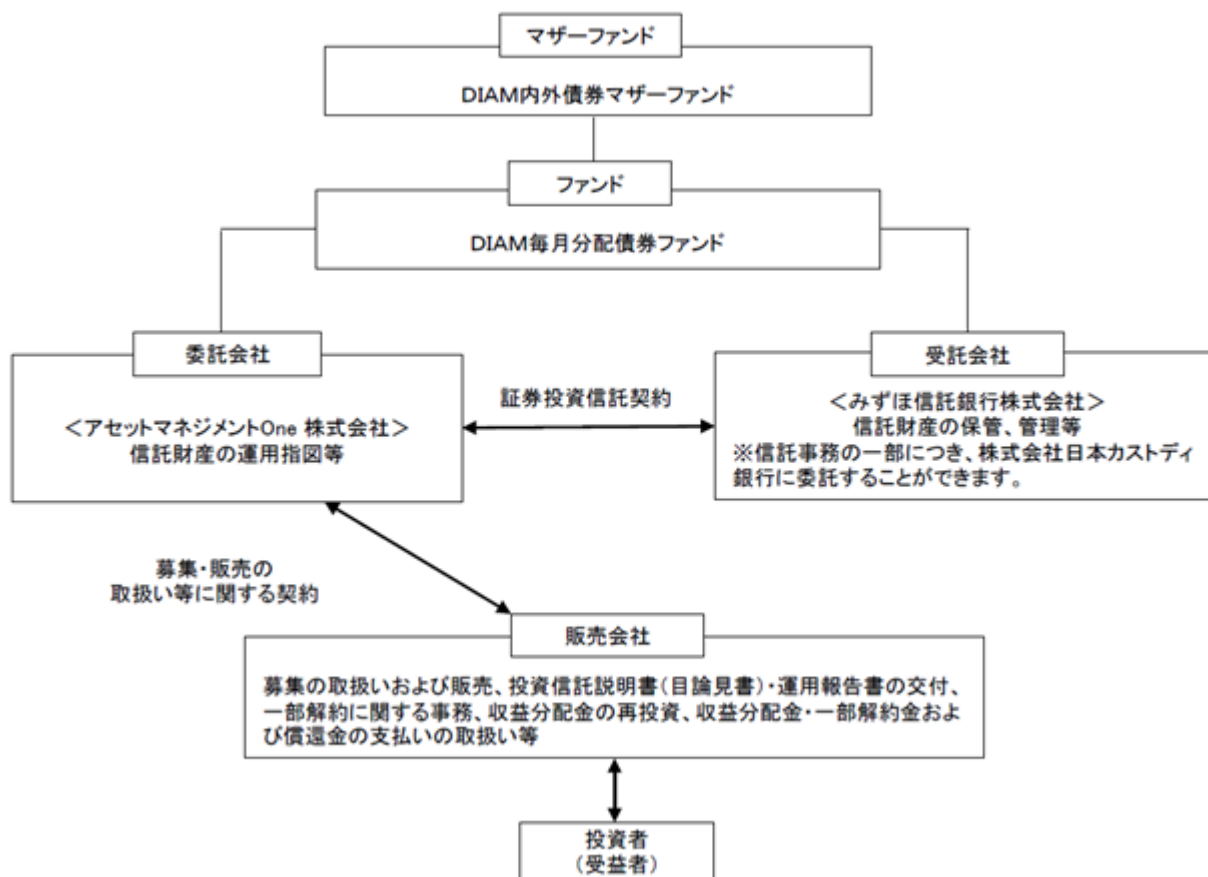 マザーファンド
DIAM内外債券マザーファンド
ファンド
DIAM毎月分配債券ファンド
委託会社
＜アセットマネジメントOne 株式会社＞
信託財産の運用指図等
証券投資信託契約
受託会社
＜みずほ信託銀行株式会社＞
信託財産の保管、管理等
※信託事務の一部につき、株式会社日本カストディ
銀行に委託することができます。
募集・販売の
取扱い等に関する契約
販売会社
募集の取扱いおよび販売、投資信託説明書（目論見書）・運用報告書の交付、
一部解約に関する事務、収益分配金の再投資、収益分配金・一部解約金およ
び償還金の支払いの取扱い等
投資者
（受益者）